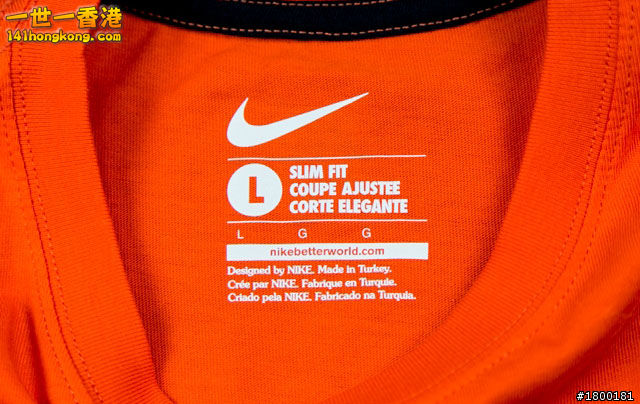 一世一香港
141hongkong.com
L
SLIM FIT
COUPE AJUSTEE
CORTE ELEGANTE
L G G
nikebetterworld.com
Designed by NIKE. Made in Turkey.
Crée par NIKE. Fabrique en Turquie.
Criado pela NIKE. Fabricado na Turquia.
#1800181